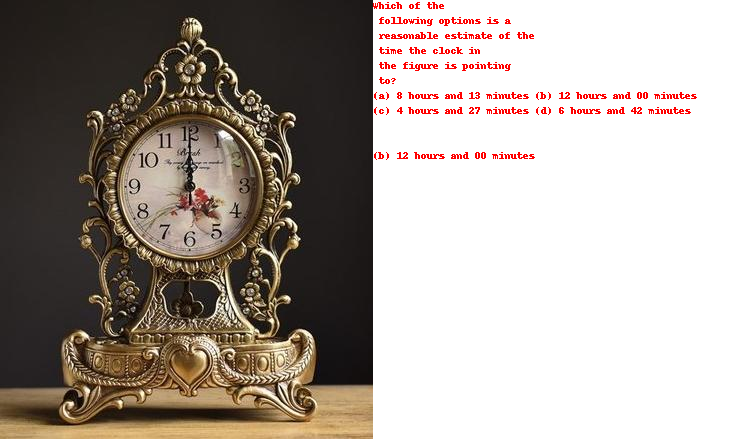 Which of the
following options is a
reasonable estimate of the
time the clock in
the figure is pointing
to?
(a) 8 hours and 13 minutes (b) 12 hours and 00 minutes
(c) 4 hours and 27 minutes (d) 6 hours and 42 minutes
(b) 12 hours and 00 minutes
12
11
1
10
9
3
8
4
7
5
6